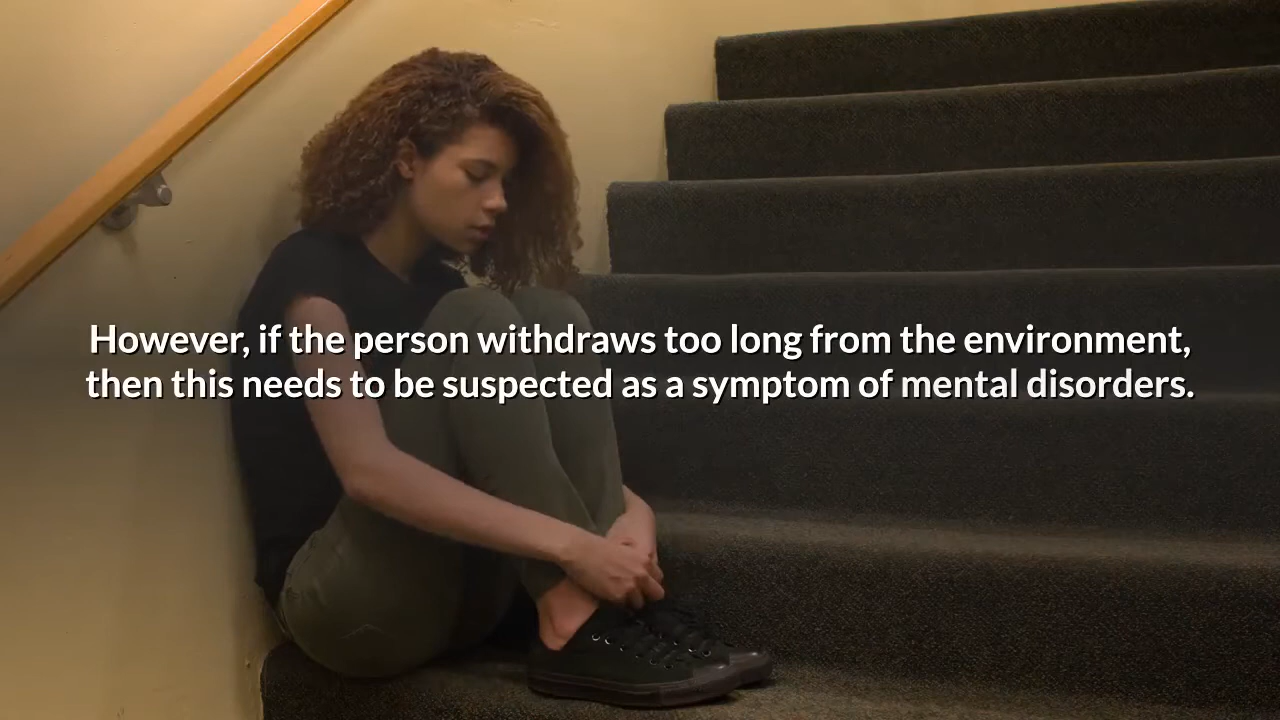 However, if the person withdraws too long from the environment,
then this needs to be suspected as a symptom of mental disorders.